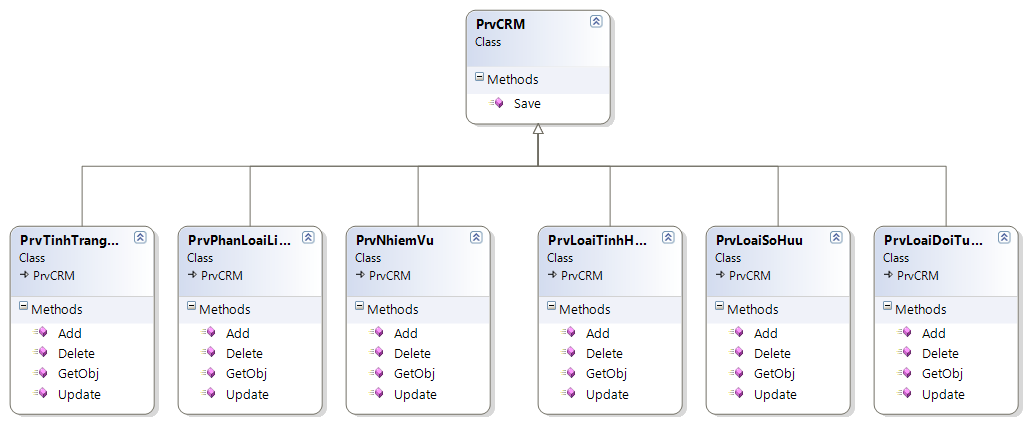 PrvCRM
Class
Methods
Save
PrvTinhTrang...
Class
PrvCRM
Methods
Add
Delete
GetObj
Update
PrvPhanLoaiLi...
Class
PrvCRM
Methods
Add
Delete
GetObj
Update
PrvNhiemVu
Class
PrvCRM
Methods
Add
Delete
GetObj
Update
PrvLoaiTinhH...
Class
PrvCRM
Methods
Add
Delete
GetObj
Update
PrvLoaiSoHuu
Class
PrvCRM
Methods
Add
Delete
GetObj
Update
PrvLoaiDoiTu...
Class
PrvCRM
Methods
Add
Delete
GetObj
Update